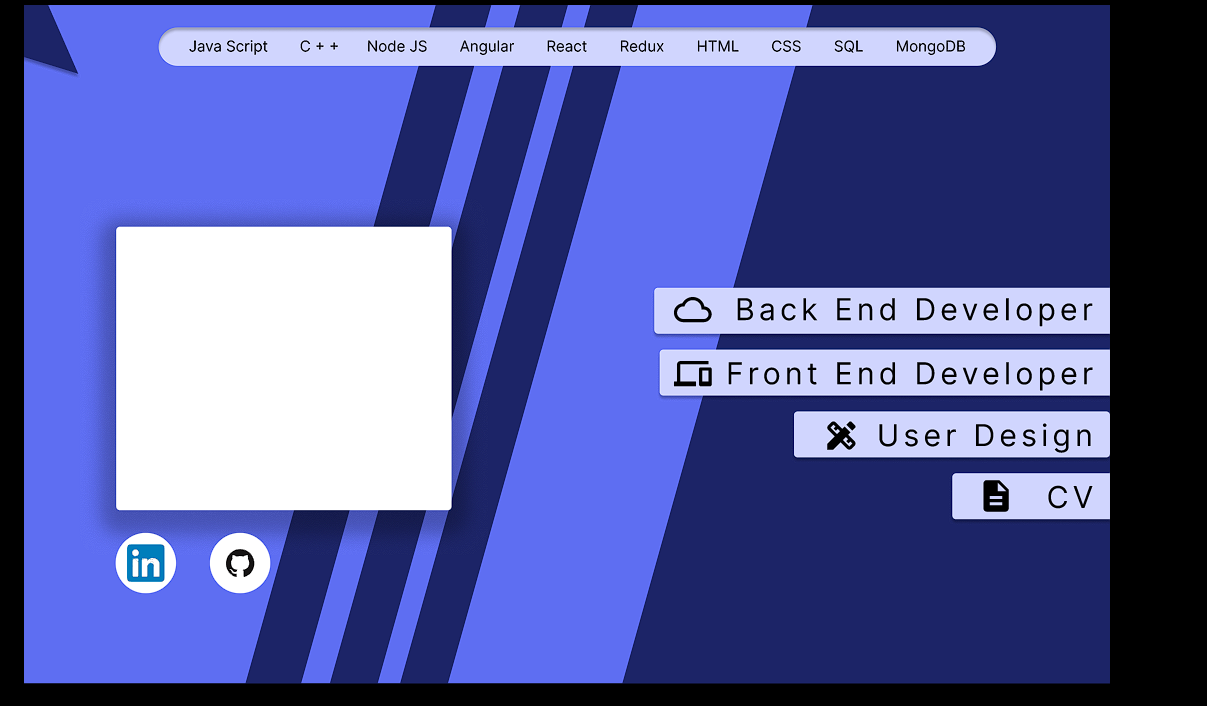 Java Script C + + Node JS Angular React Redux HTML CSS SQL MongoDB
Back End Developer
Front End Developer
User Design
CV
in